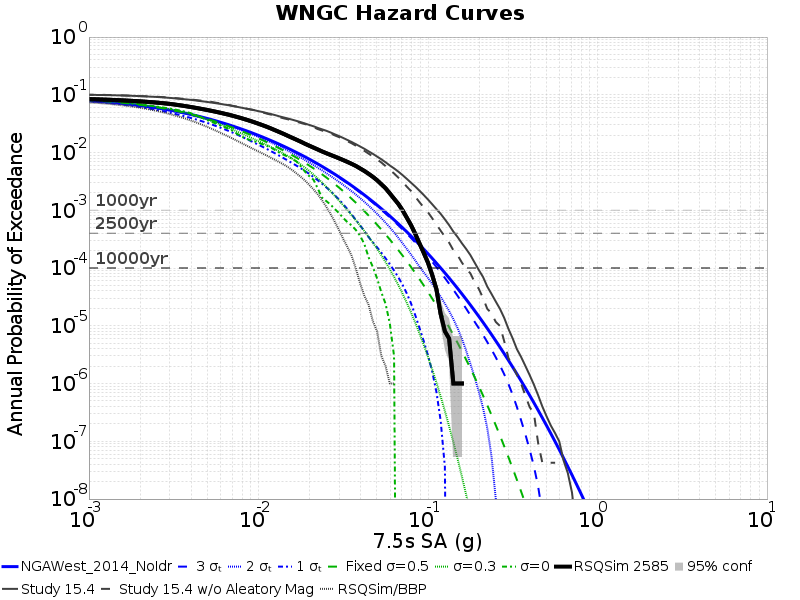 WNGC Hazard Curves
Annual Probability of Exceedance
10^0
10^-1
10^-2
10^-3
10^-4
10^-5
10^-6
10^-7
10^-8
1000yr
2500yr
10000yr
10^-3 10^-2 10^-1 10^0 10^1
7.5s SA (g)
NGAWest_2014_NoIdr 3 σₜ 2 σₜ 1 σₜ Fixed σ=0.5 σ=0.3 σ=0 RSQSim 2585 95% conf
Study 15.4 Study 15.4 w/o Aleatory Mag RSQSim/BBP